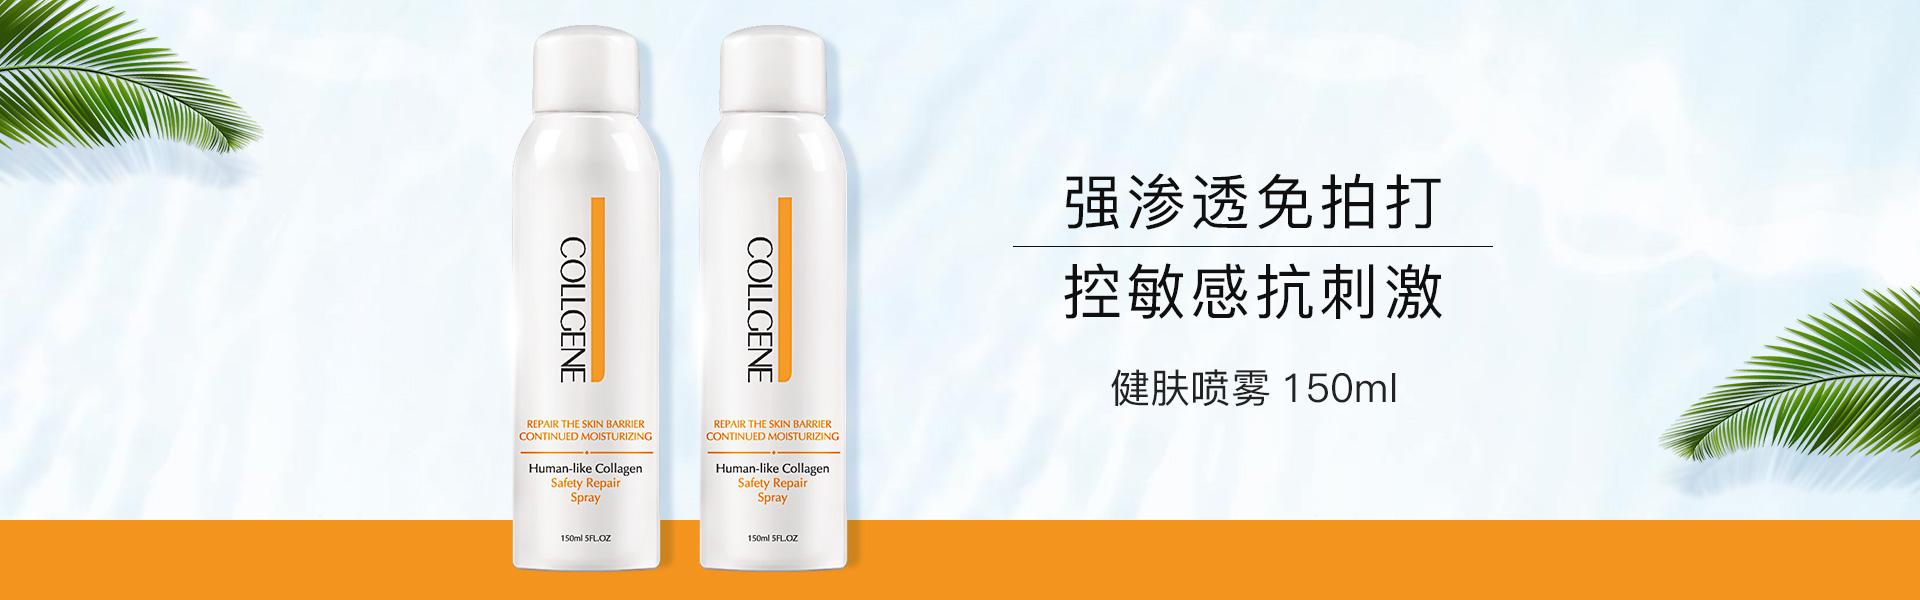 COLLGENE
REPAIR THE SKIN BARRIER
CONTINUED MOISTURIZING
Human-like Collagen
Safety Repair
Spray
150ml 5FL.OZ
COLLGENE
REPAIR THE SKIN BARRIER
CONTINUED MOISTURIZING
Human-like Collagen
Safety Repair
Spray
150ml 5FL.OZ
强渗透免拍打
控敏感抗刺激
健肤喷雾 150ml